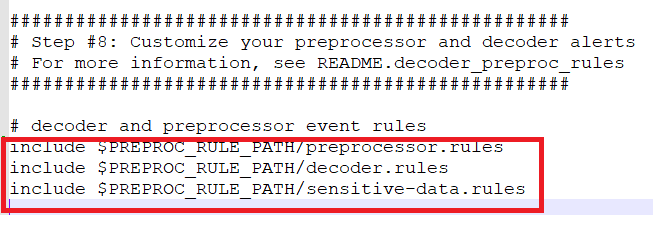 ###################################################
# Step #8: Customize your preprocessor and decoder alerts
# For more information, see README.decoder_preproc_rules
###################################################
# decoder and preprocessor event rules
include $PREPROC_RULE_PATH/preprocessor.rules
include $PREPROC_RULE_PATH/decoder.rules
include $PREPROC_RULE_PATH/sensitive-data.rules